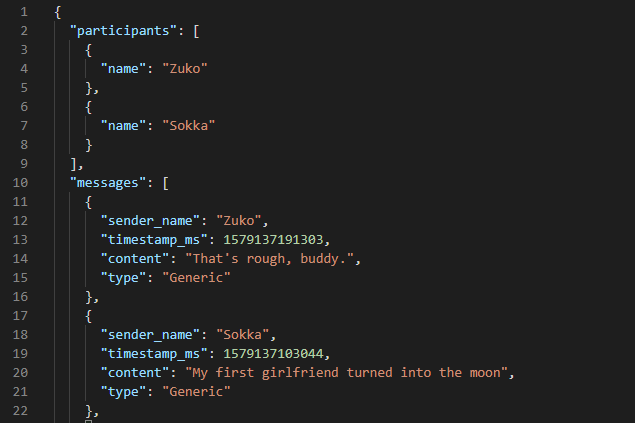 1 {
2 "participants": [
3 {
4 "name": "Zuko"
5 },
6 {
7 "name": "Sokka"
8 }
9 ],
10 "messages": [
11 {
12 "sender_name": "Zuko",
13 "timestamp_ms": 1579137191303,
14 "content": "That's rough, buddy.",
15 "type": "Generic"
16 },
17 {
18 "sender_name": "Sokka",
19 "timestamp_ms": 1579137103044,
20 "content": "My first girlfriend turned into the moon",
21 "type": "Generic"
22 },